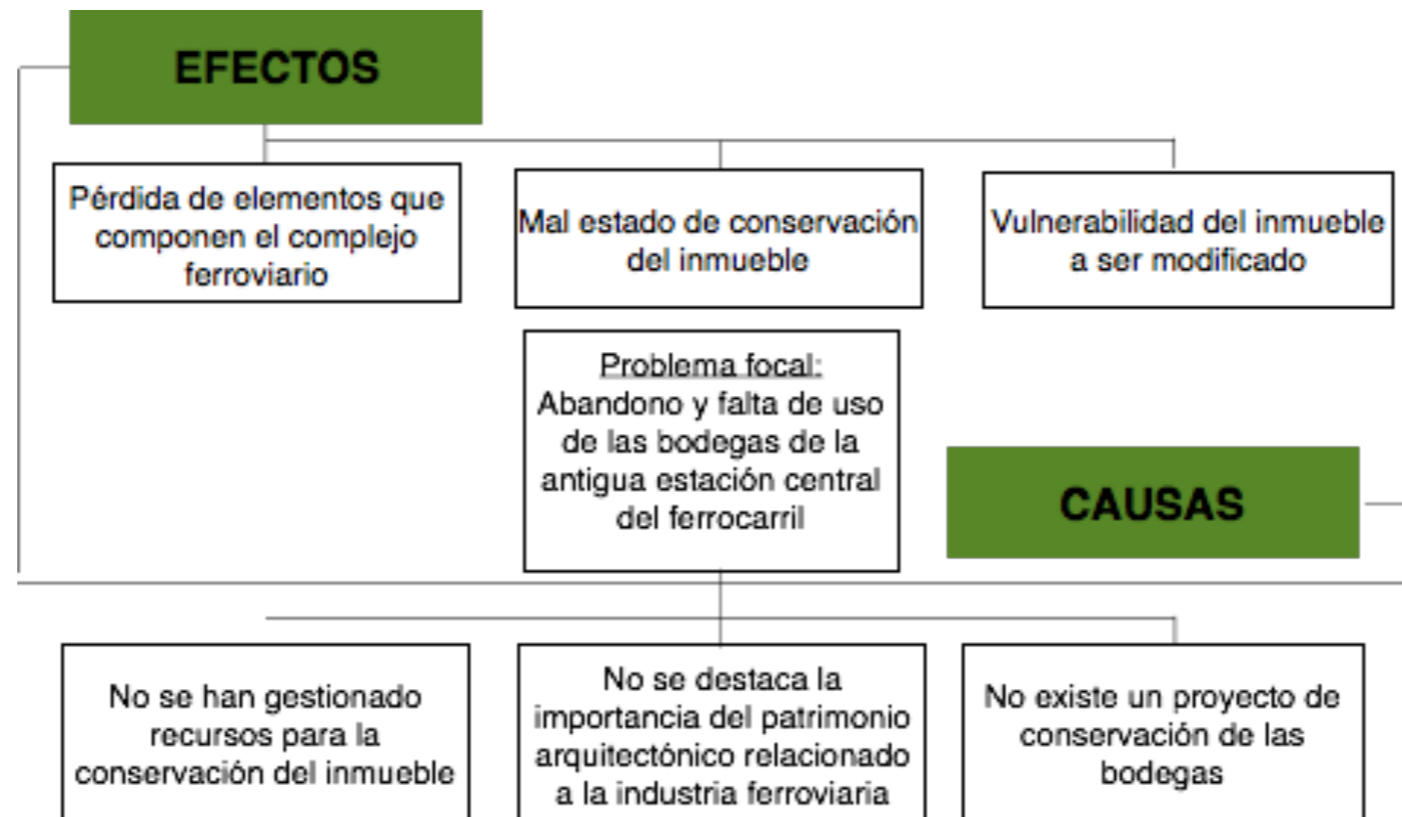 EFECTOS
Pérdida de elementos que
componen el complejo
ferroviario
Mal estado de conservación
del inmueble
Vulnerabilidad del inmueble
a ser modificado
Problema focal:
Abandono y falta de uso
de las bodegas de la
antigua estación central
del ferrocarril
CAUSAS
No se han gestionado
recursos para la
conservación del inmueble
No se destaca la
importancia del patrimonio
arquitectónico relacionado
a la industria ferroviaria
No existe un proyecto de
conservación de las
bodegas